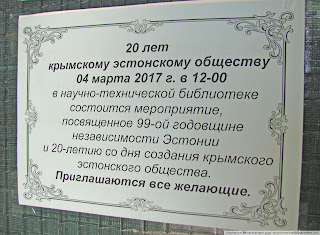 20 лет
крымскому эстонскому обществу
04 марта 2017 г. в 12-00
в научно-технической библиотеке
состоится мероприятие,
посвященное 99-ой годовщине
независимости Эстонии
и 20-летию со дня создания крымского
эстонского общества.
Приглашаются все желающие.